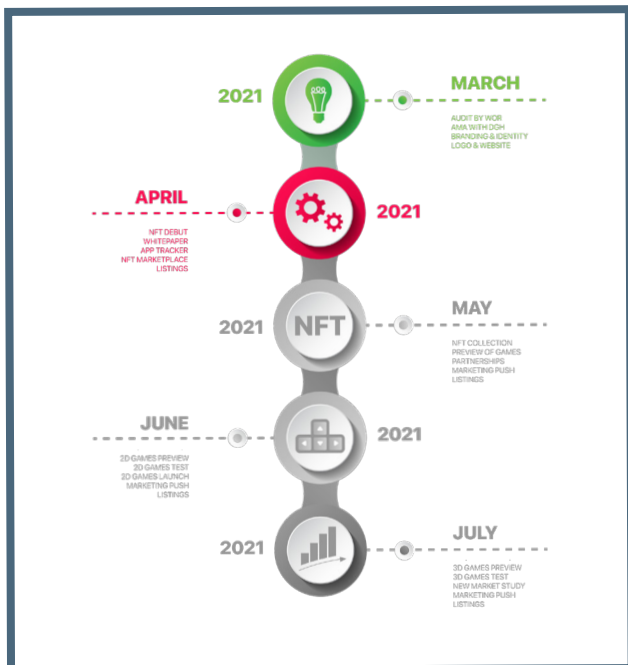 2021
MARCH
AUDIT BY WOR
AMA WITH DGH
BRANDING & IDENTITY
LOGO & WEBSITE
APRIL
2021
NFT DEBUT
WHITEPAPER
APP TRACKER
NFT MARKETPLACE
LISTINGS
2021
NFT
MAY
NFT COLLECTION
PREVIEW OF GAMES
PARTNERSHIPS
MARKETING PUSH
LISTINGS
JUNE
2021
2D GAMES PREVIEW
2D GAMES TEST
2D GAMES LAUNCH
MARKETING PUSH
LISTINGS
2021
JULY
3D GAMES PREVIEW
3D GAMES TEST
NEW MARKET STUDY
MARKETING PUSH
LISTINGS